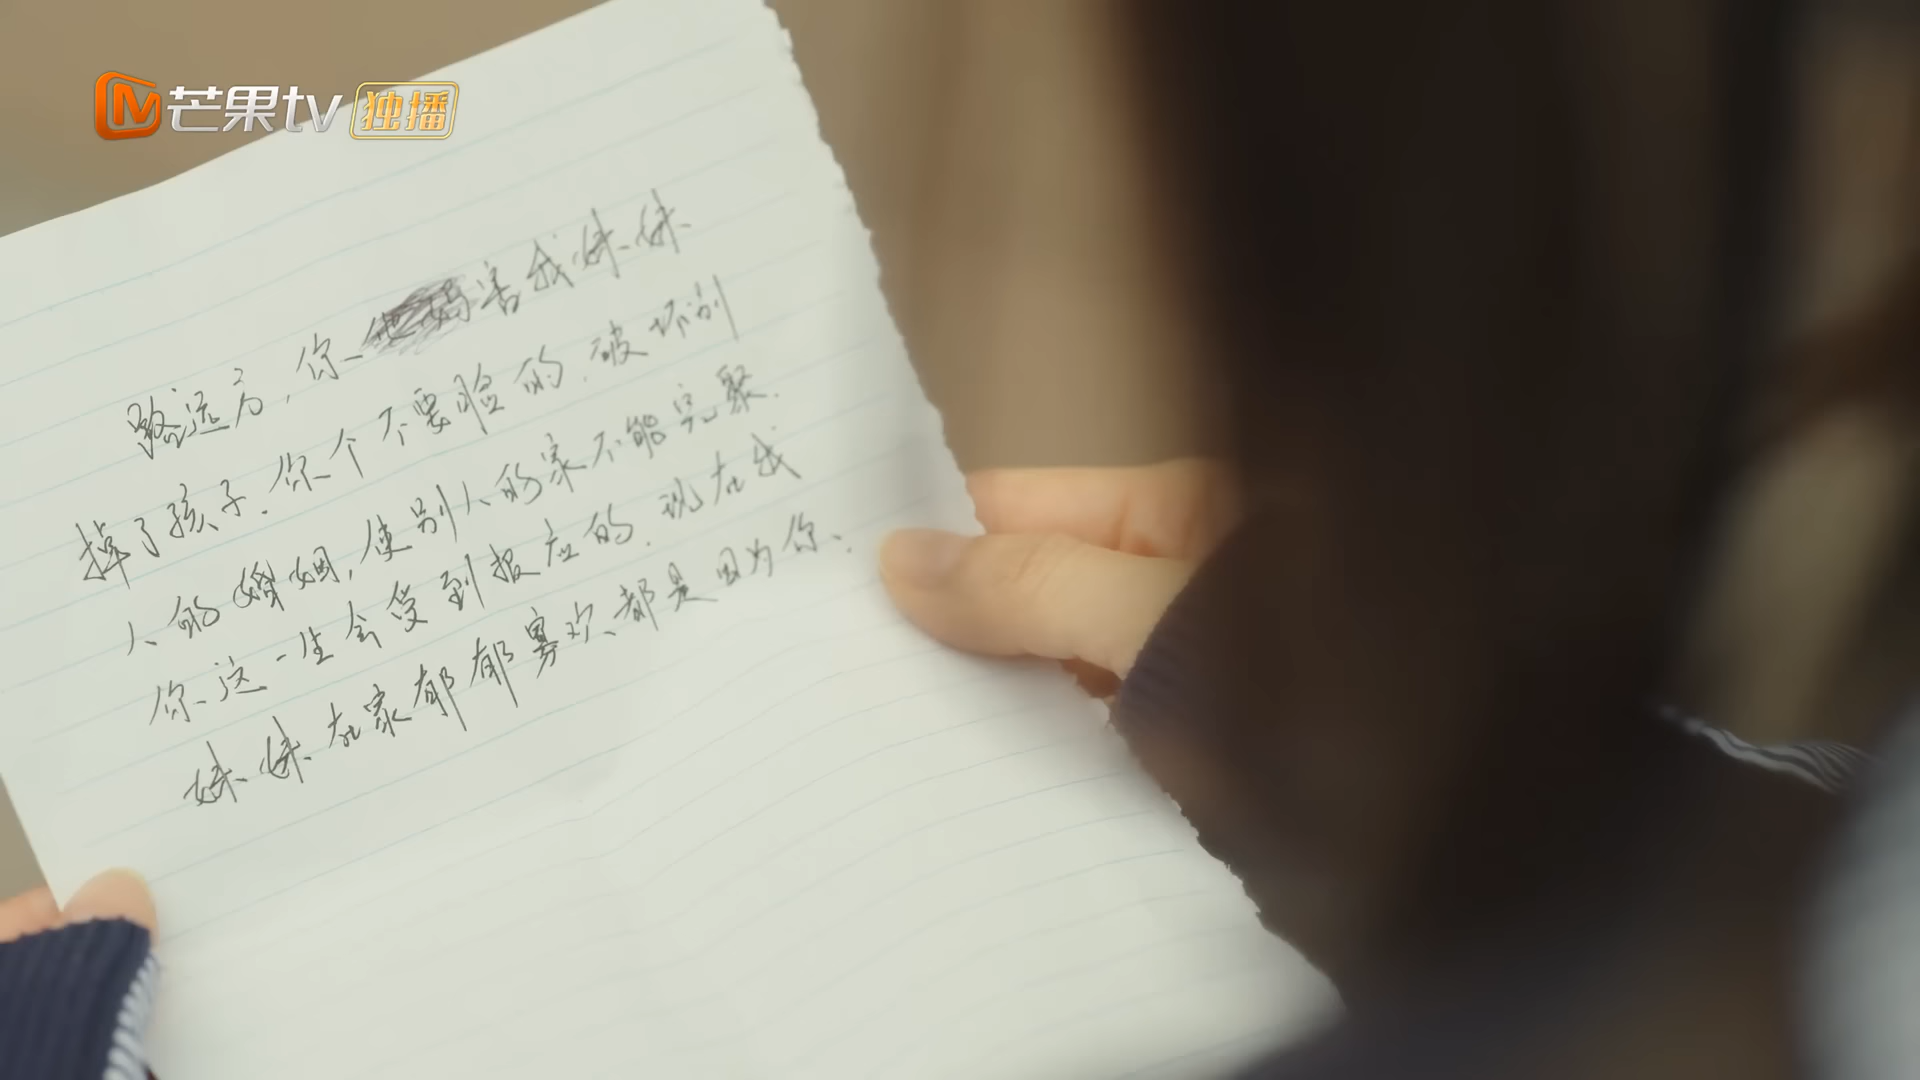 芒果tv 独播
路远方，你妈害我妹妹
掉了孩子.你个不要脸的.破坏别
人的婚姻,使别人的家不能完聚.
你这一生会受到报应的.现在我
妹妹在家郁郁寡欢都是因为你.